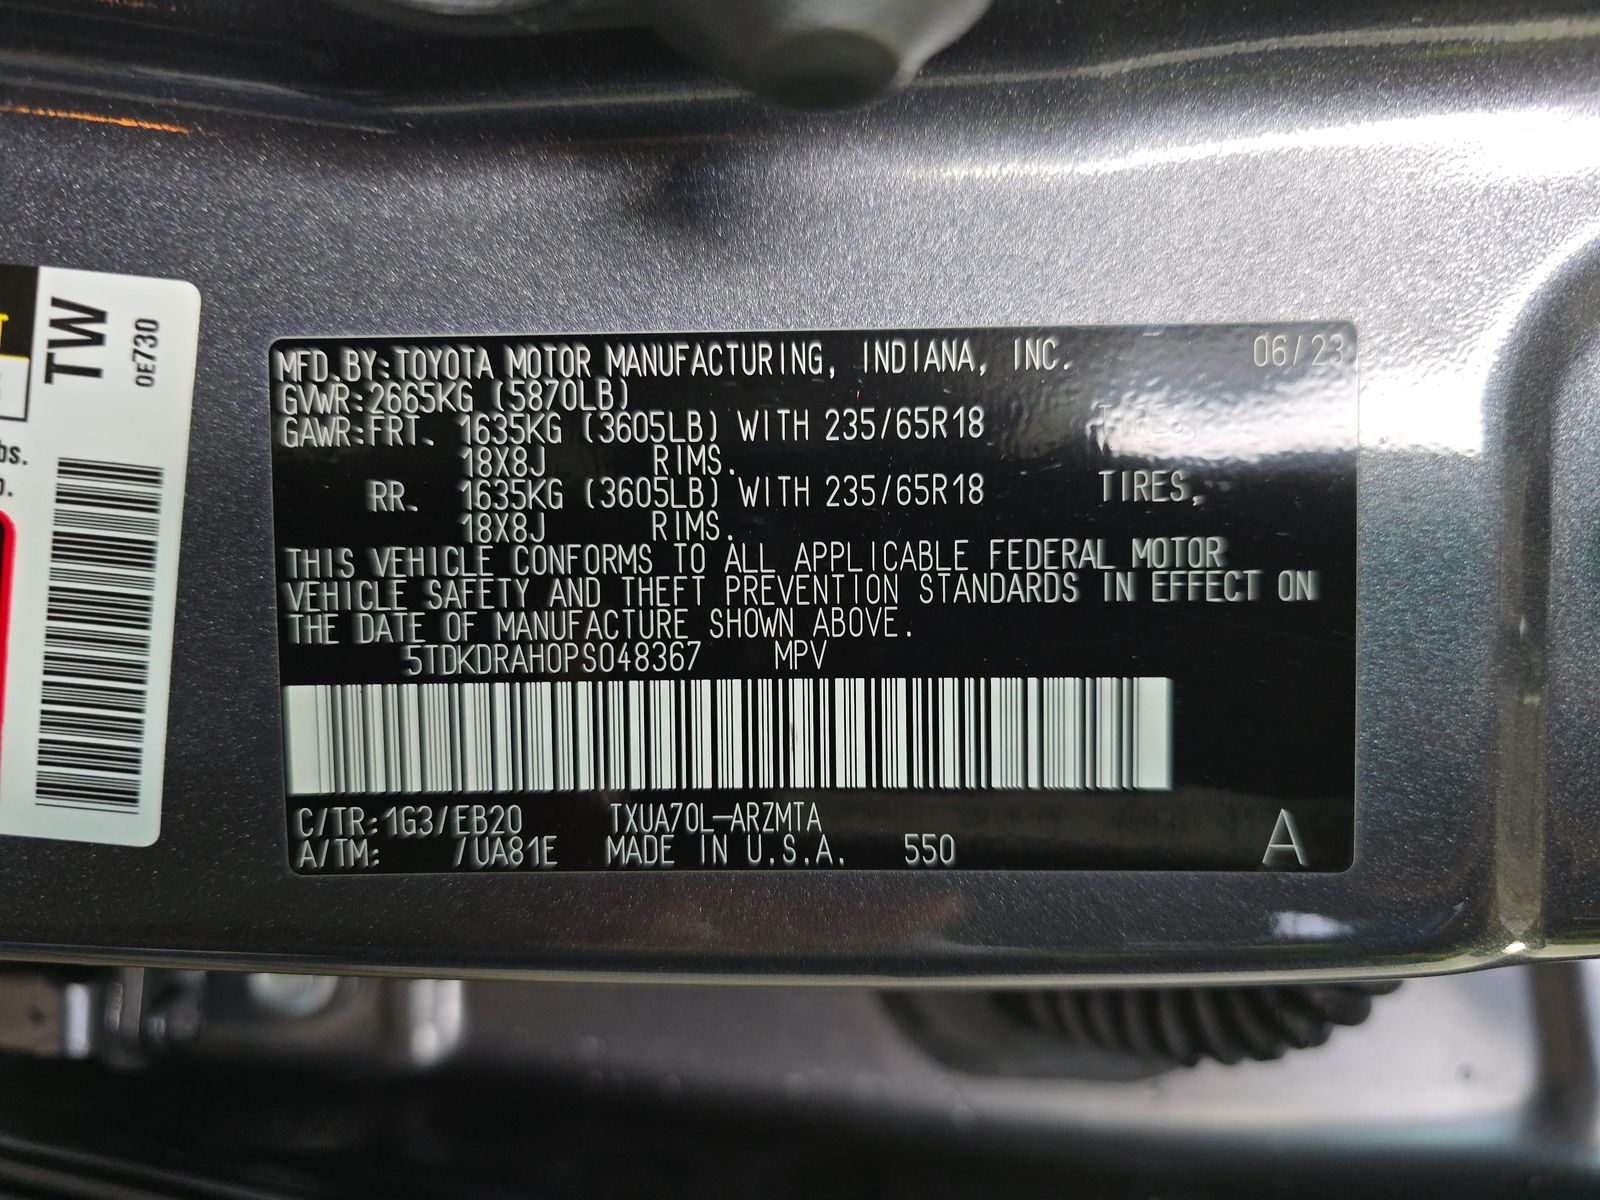 TW
0E730
bs.
MFD. BY: TOYOTA MOTOR MANUFACTURING, INDIANA, INC. 06/23
GVWR: 2665KG (5870LB)
GAWR: FRT. 1635KG (3605LB) WITH 235/65R18 TIRES,
18X8J RIMS.
RR. 1635KG (3605LB) WITH 235/65R18 TIRES,
18X8J RIMS.
THIS VEHICLE CONFORMS TO ALL APPLICABLE FEDERAL MOTOR
VEHICLE SAFETY AND THEFT PREVENTION STANDARDS IN EFFECT ON
THE DATE OF MANUFACTURE SHOWN ABOVE.
5TDKDRAH0PS048367 MPV
C/TR: 1G3/EB20 TXUA70L-ARZMTA
A/TM: /UA81E MADE IN U.S.A. 550 A